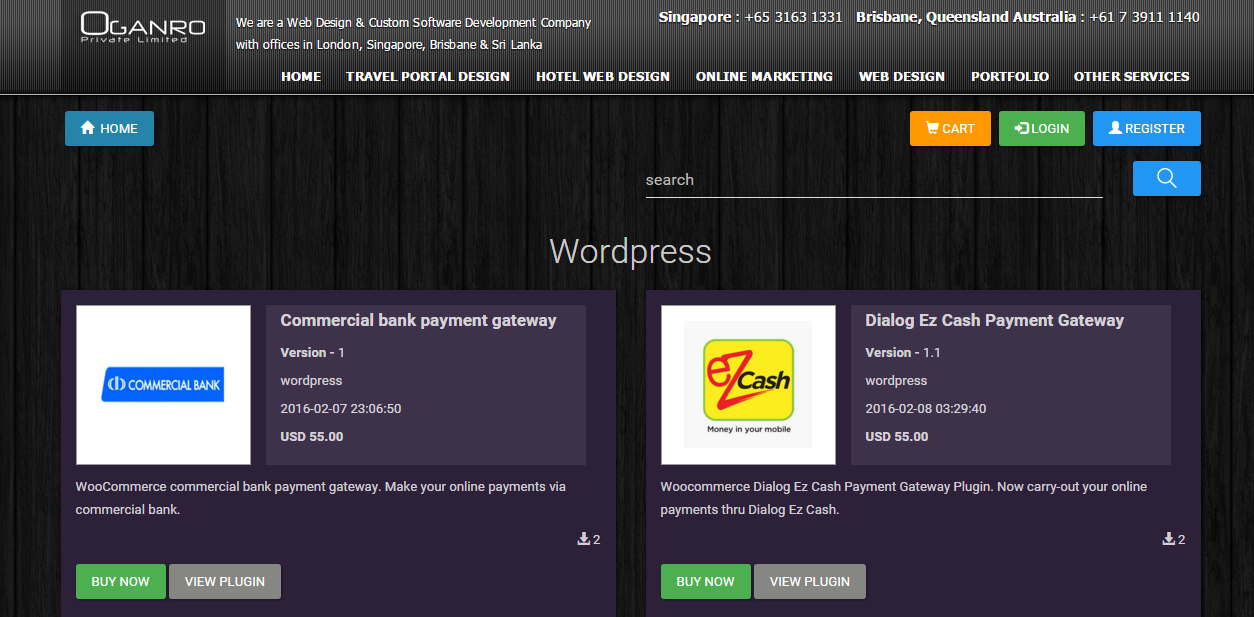 OGANRO
Private Limited
We are a Web Design & Custom Software Development Company
with offices in London, Singapore, Brisbane & Sri Lanka
Singapore : +65 3163 1331 Brisbane, Queensland Australia : +61 7 3911 1140
HOME TRAVEL PORTAL DESIGN HOTEL WEB DESIGN ONLINE MARKETING WEB DESIGN PORTFOLIO OTHER SERVICES
HOME CART LOGIN REGISTER
search
Wordpress
COMMERCIAL BANK
Commercial bank payment gateway
Version - 1
wordpress
2016-02-07 23:06:50
USD 55.00
WooCommerce commercial bank payment gateway. Make your online payments via
commercial bank.
2
BUY NOW VIEW PLUGIN
eZ Cash
Money in your mobile
Dialog Ez Cash Payment Gateway
Version - 1.1
wordpress
2016-02-08 03:29:40
USD 55.00
Woocommerce Dialog Ez Cash Payment Gateway Plugin. Now carry-out your online
payments thru Dialog Ez Cash.
2
BUY NOW VIEW PLUGIN